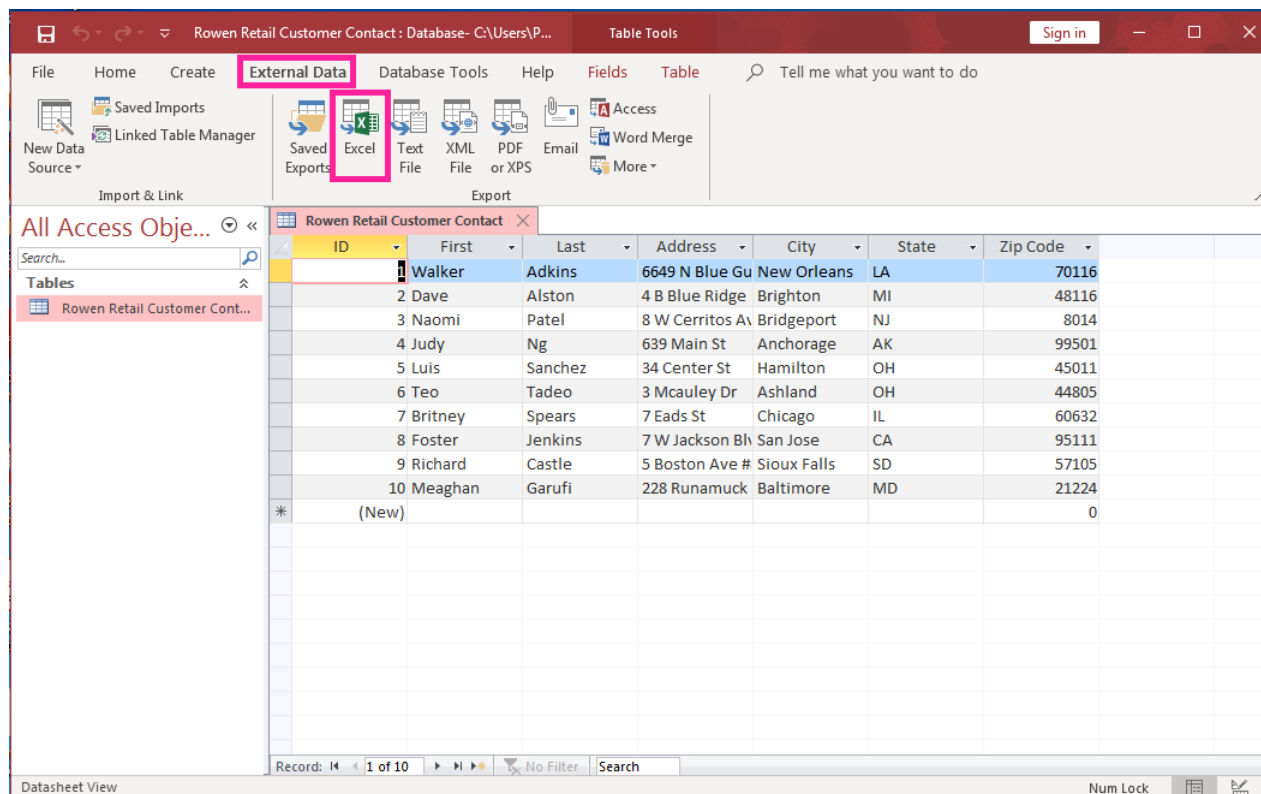 Rowen Retail Customer Contact : Database- C:\Users\P... Table Tools Sign in
File Home Create External Data Database Tools Help Fields Table Tell me what you want to do
New Data Source
Saved Imports
Linked Table Manager
Import & Link
Saved Exports
Excel
Text File
XML File
PDF or XPS
Email
Access
Word Merge
More
Export
All Access Obje... «
Search...
Tables
Rowen Retail Customer Cont...
Rowen Retail Customer Contact
ID First Last Address City State Zip Code
1 Walker Adkins 6649 N Blue Gu New Orleans LA 70116
2 Dave Alston 4 B Blue Ridge Brighton MI 48116
3 Naomi Patel 8 W Cerritos Av Bridgeport NJ 8014
4 Judy Ng 639 Main St Anchorage AK 99501
5 Luis Sanchez 34 Center St Hamilton OH 45011
6 Teo Tadeo 3 Mcauley Dr Ashland OH 44805
7 Britney Spears 7 Eads St Chicago IL 60632
8 Foster Jenkins 7 W Jackson Blv San Jose CA 95111
9 Richard Castle 5 Boston Ave # Sioux Falls SD 57105
10 Meaghan Garufi 228 Runamuck Baltimore MD 21224
* (New) 0
Record: 1 of 10 No Filter Search
Datasheet View Num Lock